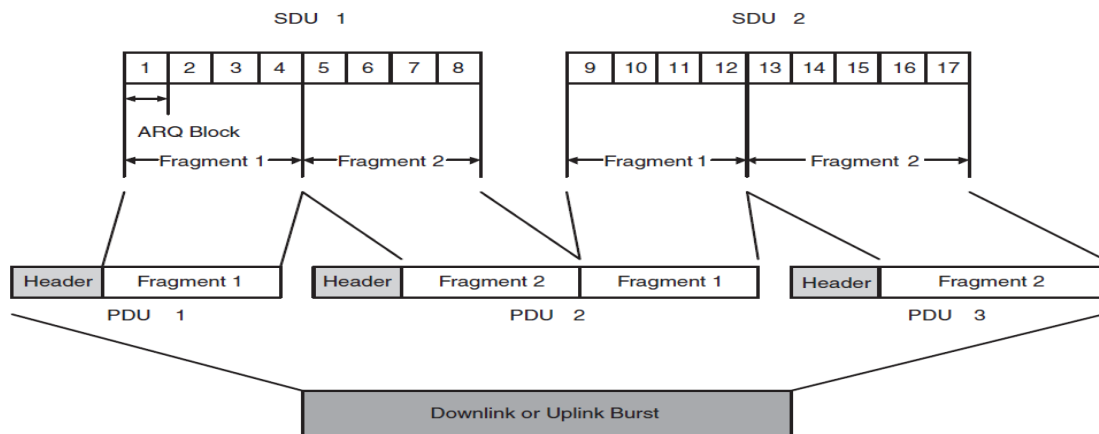 SDU 1 SDU 2
1 2 3 4 5 6 7 8 9 10 11 12 13 14 15 16 17
ARQ Block
Fragment 1 Fragment 2 Fragment 1 Fragment 2
Header Fragment 1 Header Fragment 2 Fragment 1 Header Fragment 2
PDU 1 PDU 2 PDU 3
Downlink or Uplink Burst